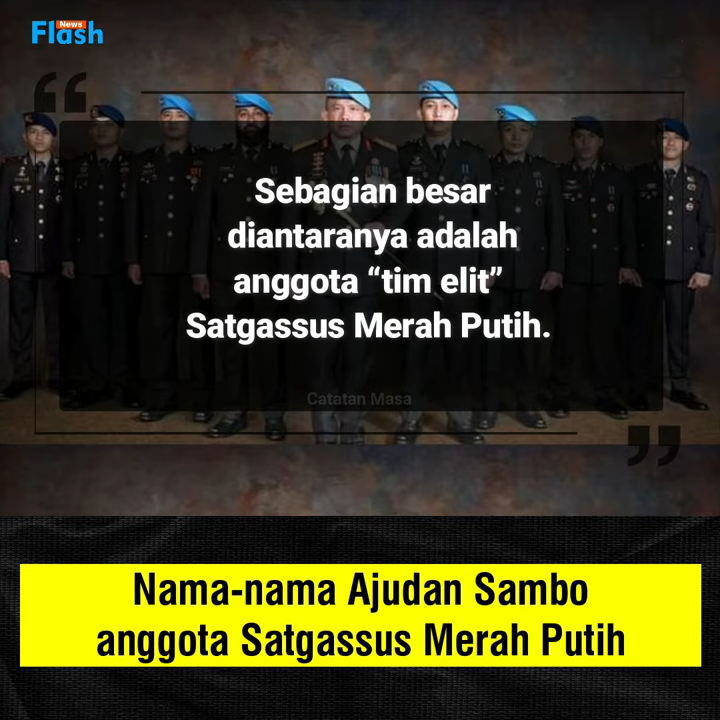 News
Flash
Sebagian besar
diantaranya adalah
anggota “tim elit”
Satgassus Merah Putih.
Catatan Masa
Nama-nama Ajudan Sambo
anggota Satgassus Merah Putih